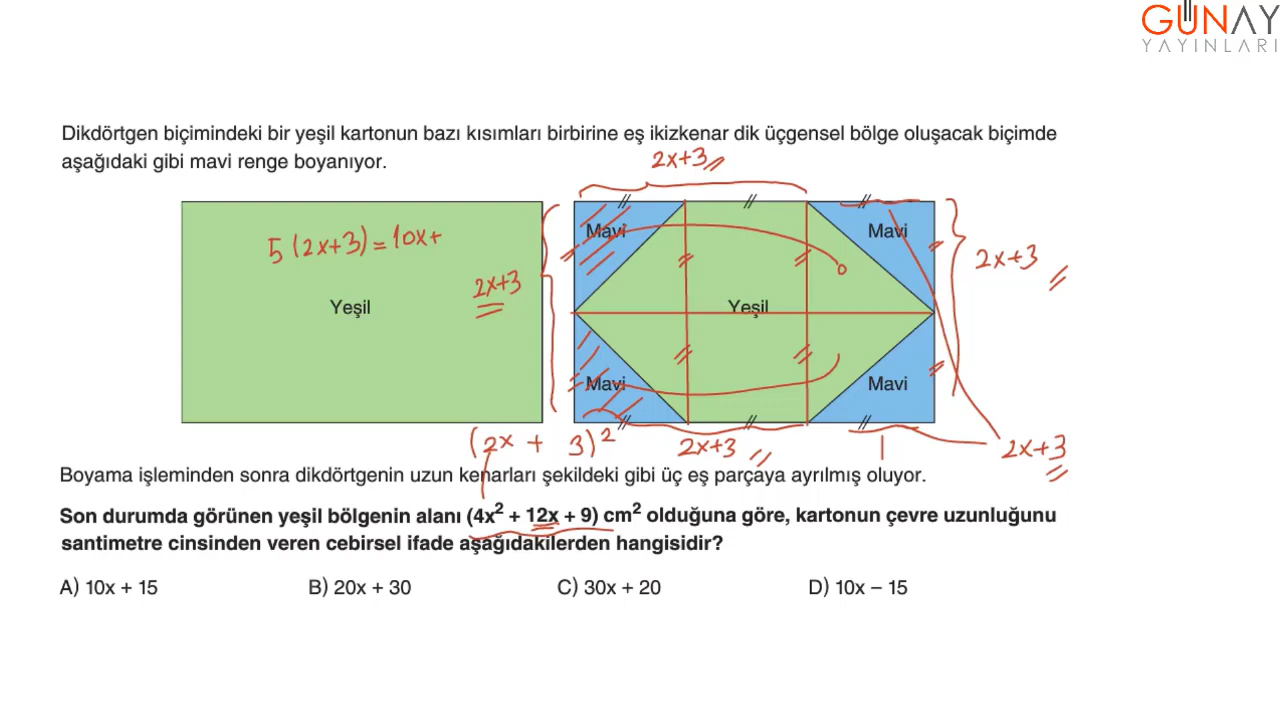 GÜNAY
YAYINLARI
Dikdörtgen biçimindeki bir yeşil kartonun bazı kısımları birbirine eş ikizkenar dik üçgensel bölge oluşacak biçimde
aşağıdaki gibi mavi renge boyanıyor.
2x+3
5(2x+3)=10x+
Yeşil
2x+3
Mavi
Mavi
Yeşil
Mavi
Mavi
2x+3
(2x + 3)²
2x+3
2x+3
Boyama işleminden sonra dikdörtgenin uzun kenarları şekildeki gibi üç eş parçaya ayrılmış oluyor.
Son durumda görünen yeşil bölgenin alanı (4x² + 12x + 9) cm² olduğuna göre, kartonun çevre uzunluğunu
santimetre cinsinden veren cebirsel ifade aşağıdakilerden hangisidir?
A) 10x + 15 B) 20x + 30 C) 30x + 20 D) 10x – 15